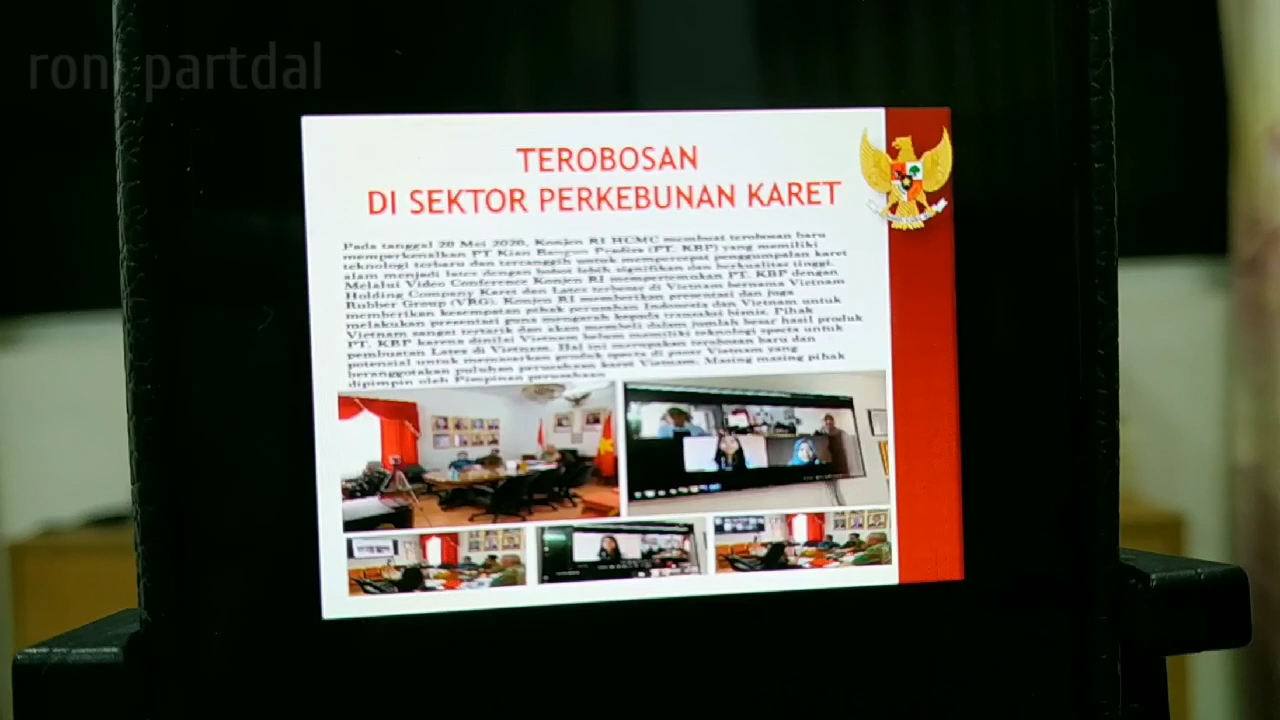 roni partdal
TEROBOSAN
DI SEKTOR PERKEBUNAN KARET
Pada tanggal 20 Mei 2020, Konjen RI HCMC membuat terobosan baru
memperkenalkan PT Kian Bangun Pradira (PT. KBP) yang memiliki
teknologi terbaru dan tercanggih untuk mempercepat penggumpalan karet
alam menjadi latex dengan bobot lebih signifikan dan berkualitas tinggi.
Melalui Video Conference Konjen RI mempertemukan PT. KBP dengan
Holding Company Karet dan Latex terbesar di Vietnam bernama Vietnam
Rubber Group (VRG). Konjen RI memberikan presentasi dan juga
memberikan kesempatan pihak perusahan Indonesia dan Vietnam untuk
melakukan presentasi guna mengarah kepada transaksi bisnis. Pihak
Vietnam sangat tertarik dan akan membeli dalam jumlah besar hasil produk
PT. KBP karena dinilai Vietnam belum memiliki teknologi specta untuk
pembuatan Latex di Vietnam. Hal ini merupakan terobosan baru dan
potensial untuk memasarkan produk specta di pasar Vietnam yang
beranggotakan puluhan perusahaan karet Vietnam. Masing masing pihak
dipimpin oleh Pimpinan perusahaan